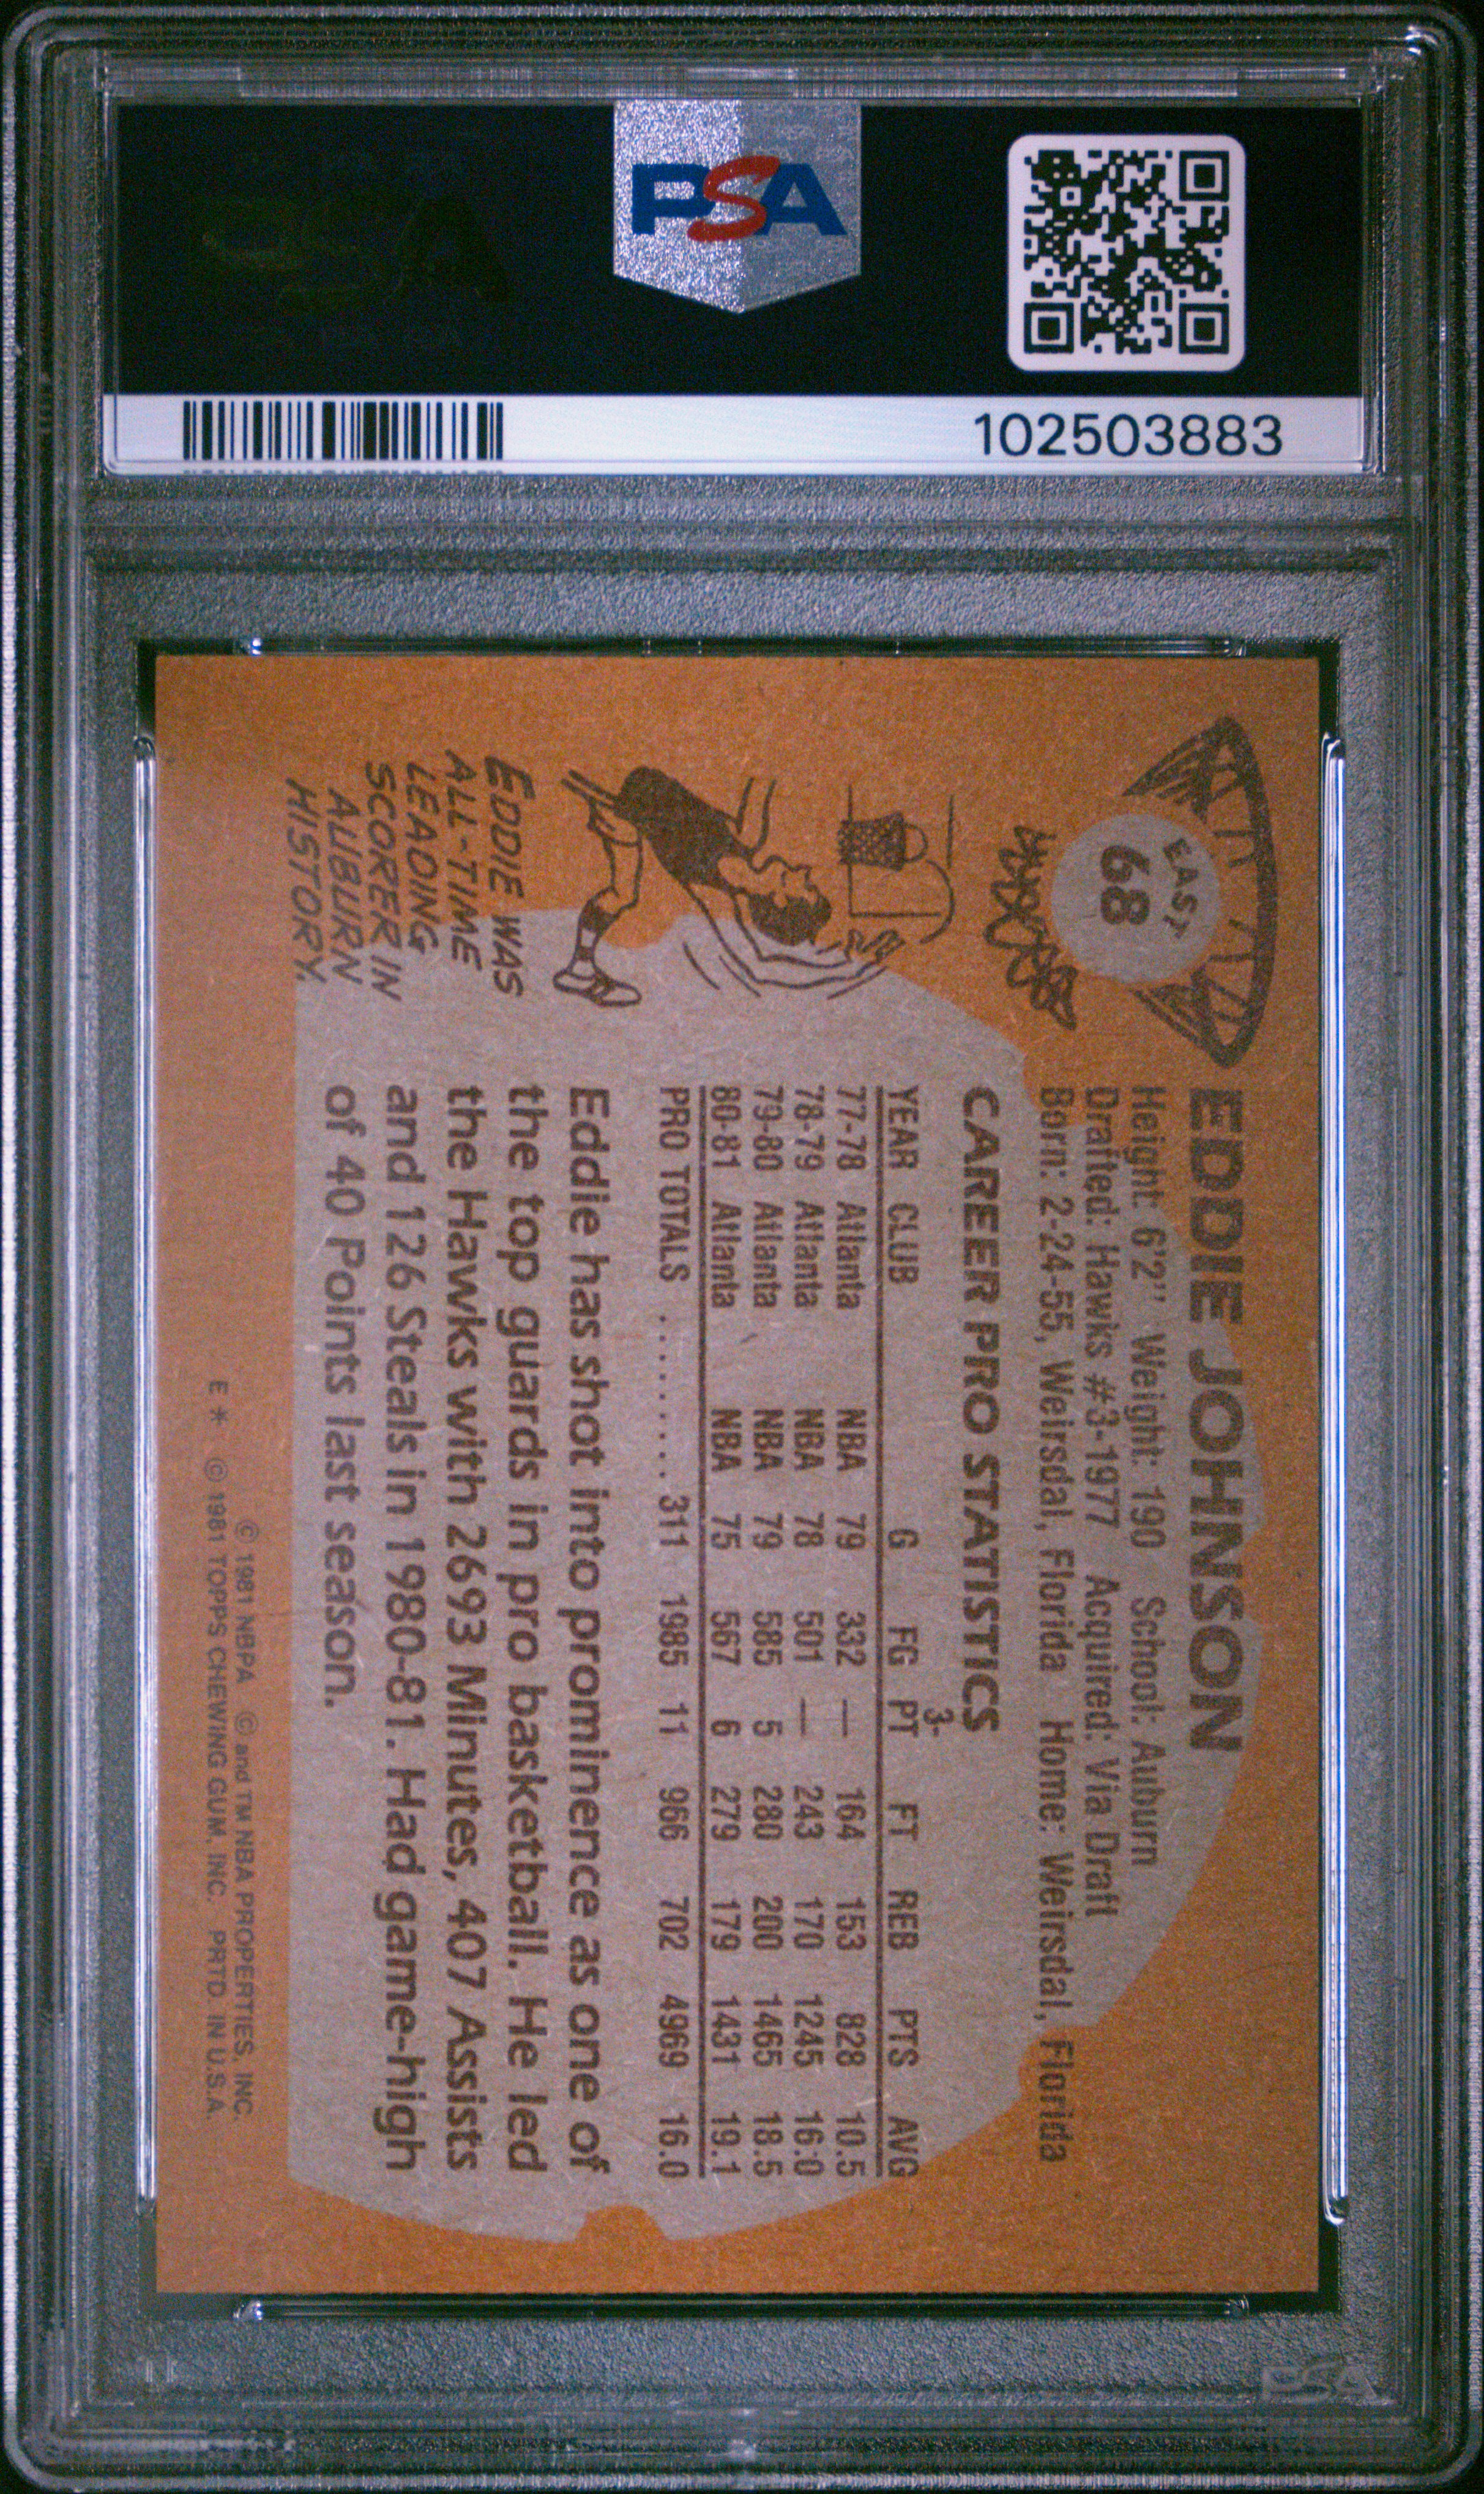 PSA
102503883
EAST
68
EDDIE JOHNSON
Height: 6'2'' Weight: 190 School: Auburn
Drafted: Hawks #3-1977 Acquired: Via Draft
Born: 2-24-55, Weirsdal, Florida Home: Weirsdal, Florida
CAREER PRO STATISTICS
YEAR CLUB G FG 3-PT FT REB PTS AVG
77-78 Atlanta NBA 79 332 — 164 153 828 10.5
78-79 Atlanta NBA 78 501 — 243 170 1245 16.0
79-80 Atlanta NBA 79 585 5 280 200 1465 18.5
80-81 Atlanta NBA 75 567 6 279 179 1431 19.1
PRO TOTALS ......... 311 1985 11 966 702 4969 16.0
EDDIE WAS
ALL-TIME
LEADING
SCORER IN
AUBURN
HISTORY.
Eddie has shot into prominence as one of
the top guards in pro basketball. He led
the Hawks with 2693 Minutes, 407 Assists
and 126 Steals in 1980-81. Had game-high
of 40 Points last season.
© 1981 NBPA © and TM NBA PROPERTIES, INC.
E * © 1981 TOPPS CHEWING GUM, INC. PRTD. IN U.S.A.
PSA